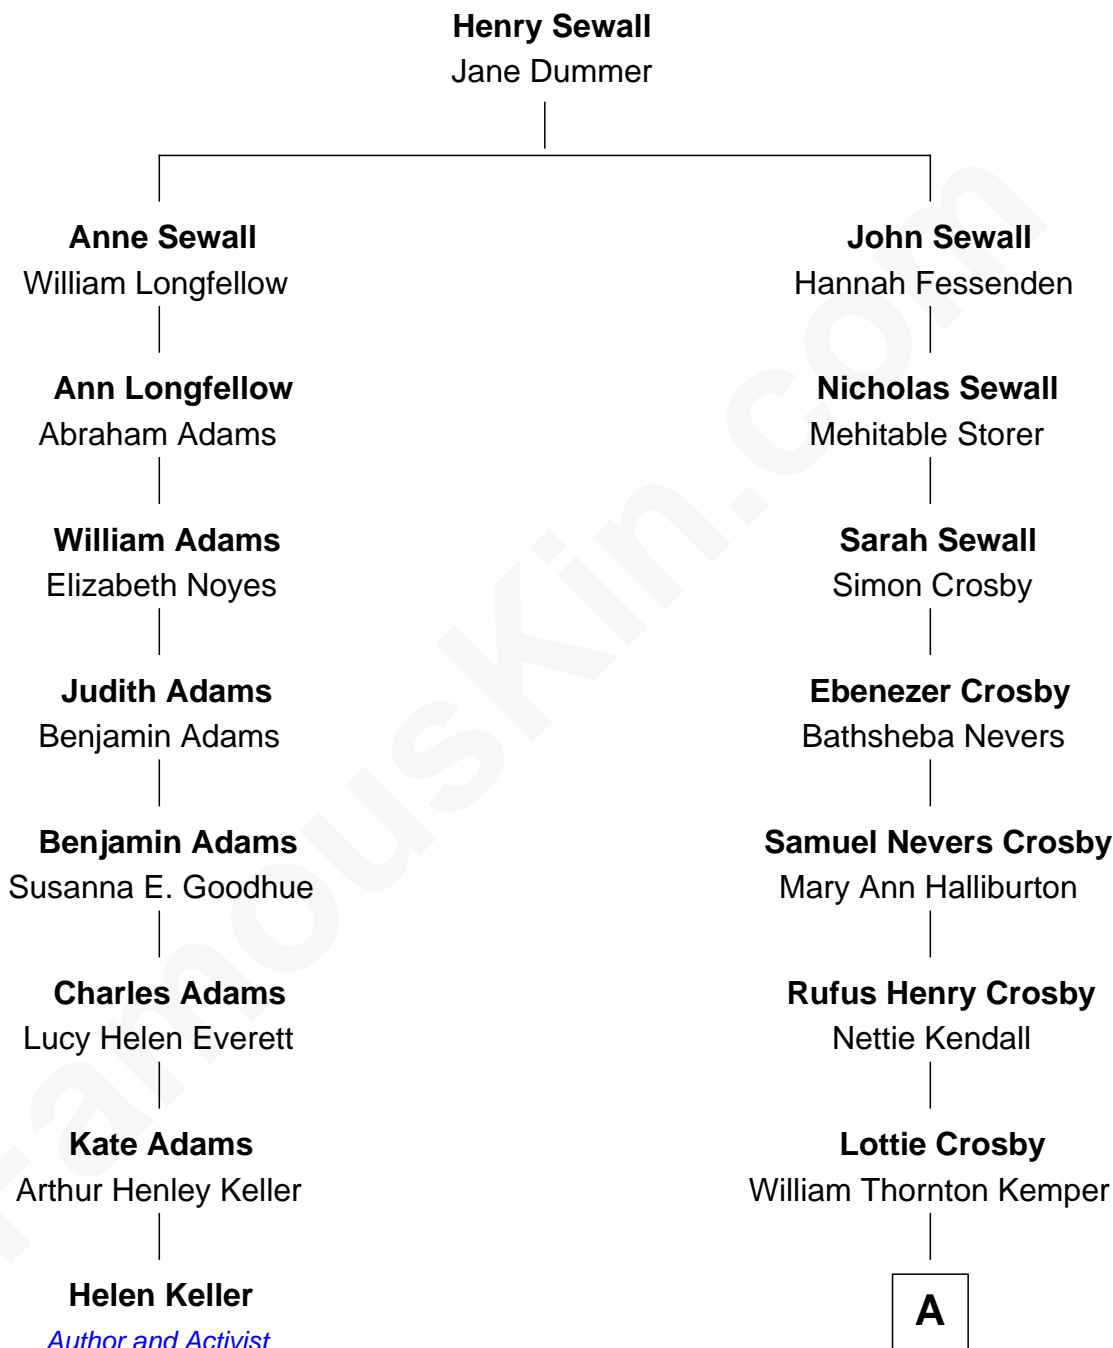 Henry Sewall
Jane Dummer
Anne Sewall
William Longfellow
John Sewall
Hannah Fessenden
Ann Longfellow
Abraham Adams
Nicholas Sewall
Mehitable Storer
William Adams
Elizabeth Noyes
Sarah Sewall
Simon Crosby
Judith Adams
Benjamin Adams
Ebenezer Crosby
Bathsheba Nevers
Benjamin Adams
Susanna E. Goodhue
Samuel Nevers Crosby
Mary Ann Halliburton
Charles Adams
Lucy Helen Everett
Rufus Henry Crosby
Nettie Kendall
Kate Adams
Arthur Henley Keller
Lottie Crosby
William Thornton Kemper
Helen Keller
Author and Activist
A
FamousKin.com